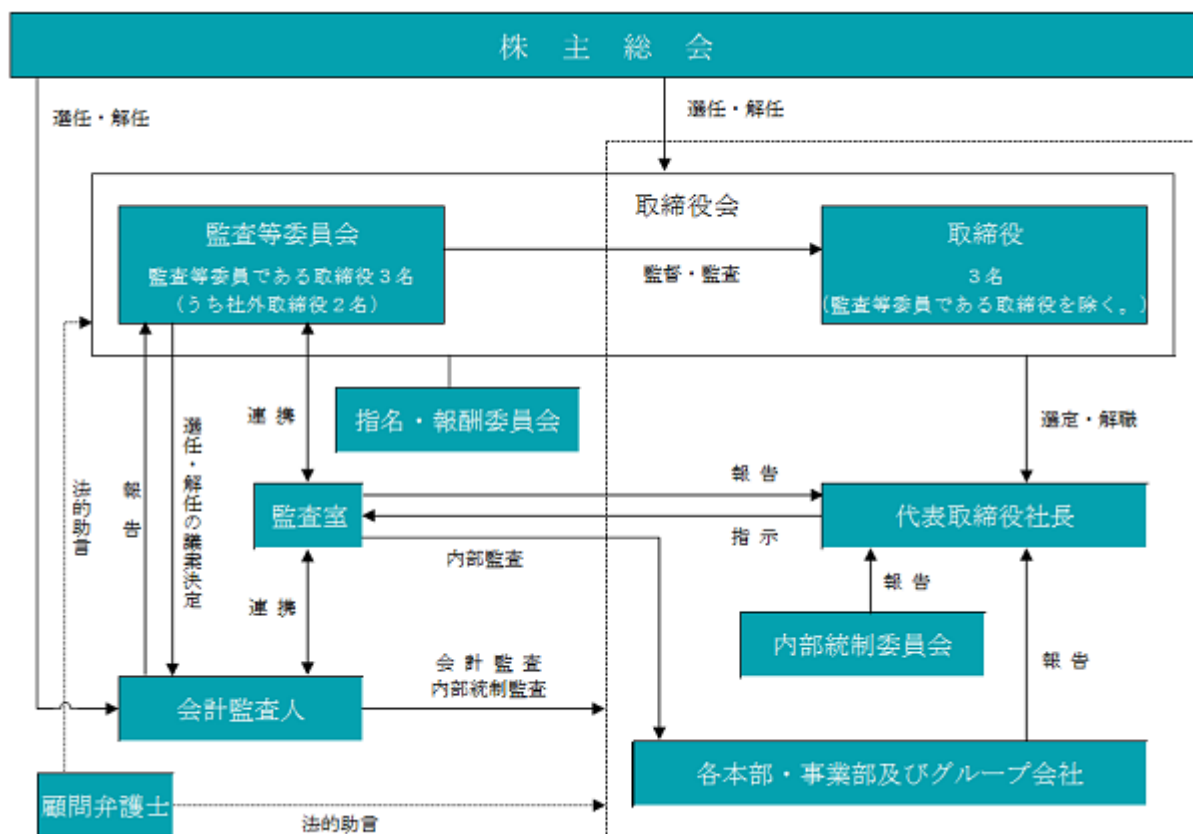 株主総会
選任・解任
選任・解任
取締役会
監査等委員会
監査等委員である取締役3名
(うち社外取締役2名)
監督・監査
取締役
3名
(監査等委員である取締役を除く。)
指名・報酬委員会
選定・解職
連携
選任・解任の議案決定
報告
法的助言
監査室
報告
指示
代表取締役社長
内部監査
連携
報告
内部統制委員会
報告
会計監査
内部統制監査
会計監査人
各本部・事業部及びグループ会社
顧問弁護士
法的助言